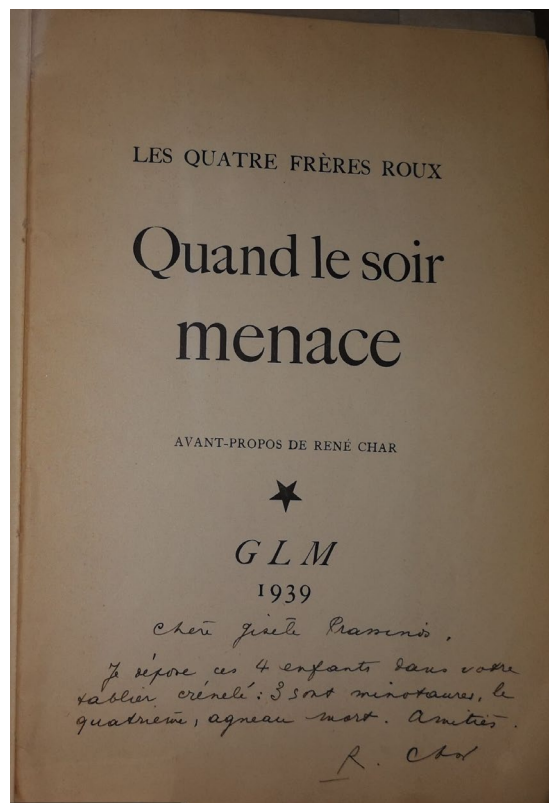 LES QUATRE FRÈRES ROUX
Quand le soir
menace
AVANT-PROPOS DE RENÉ CHAR
GLM
1939
Chère Gisèle Prassinos,
Je dépose ces 4 enfants dans votre
tablier crénelé : 3 sont minotaures, le
quatrième, agneau mort. Amitiés.
R. Char